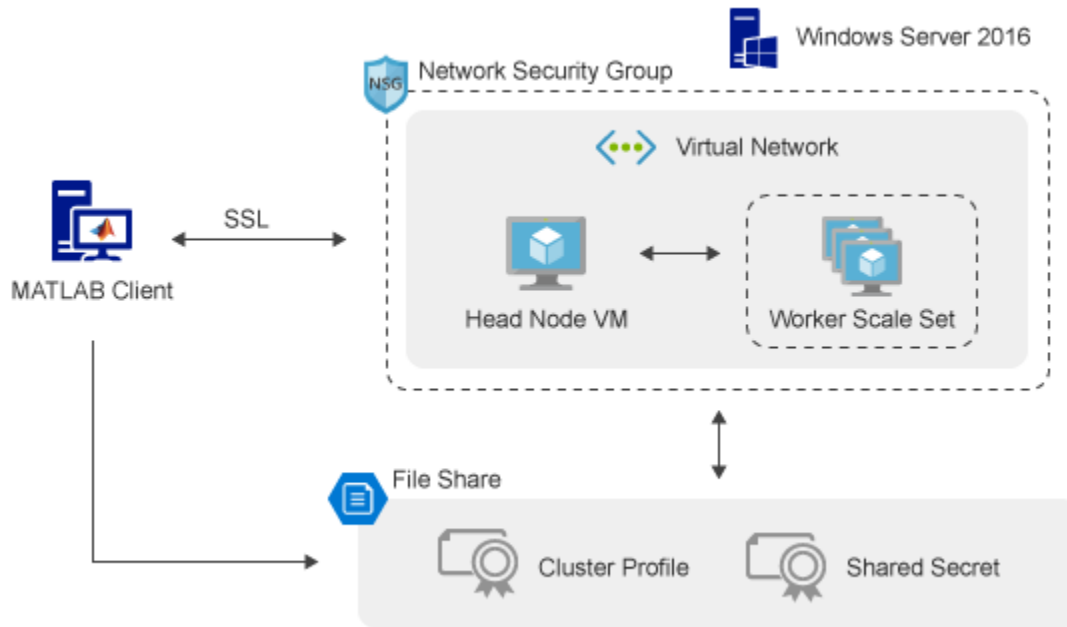 Windows Server 2016
NSG
Network Security Group
Virtual Network
SSL
MATLAB Client
Head Node VM
Worker Scale Set
File Share
Cluster Profile
Shared Secret